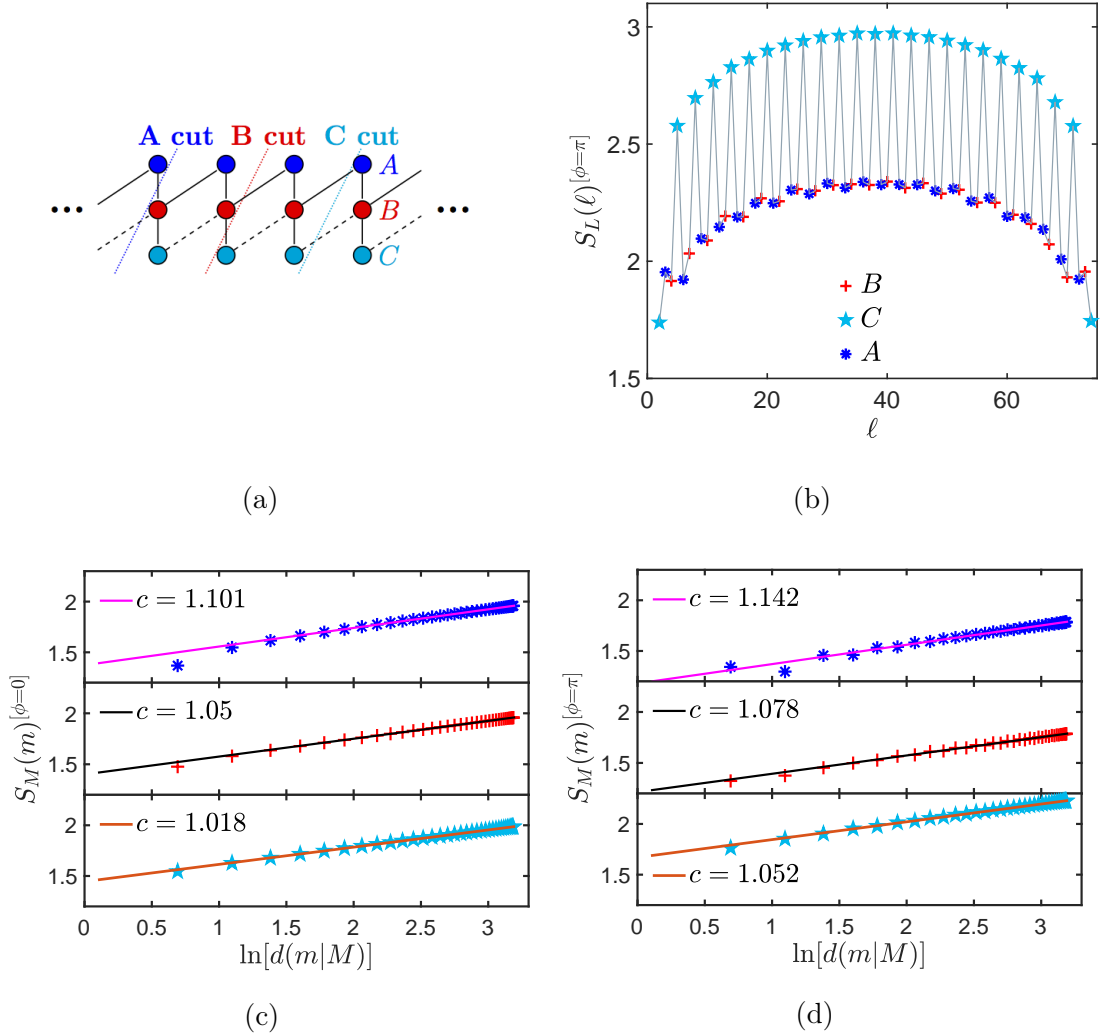 A cut B cut C cut
A
B
C
(a)
S_L(ℓ)^{[ϕ=π]}
3
2.5
2
1.5
0 20 40 60
ℓ
B
C
A
(b)
S_M(m)^{[ϕ=0]}
2
1.5
c = 1.101
2
1.5
c = 1.05
2
1.5
c = 1.018
0 0.5 1 1.5 2 2.5 3
ln[d(m|M)]
(c)
S_M(m)^{[ϕ=π]}
2
1.5
c = 1.142
2
1.5
c = 1.078
2
1.5
c = 1.052
0 0.5 1 1.5 2 2.5 3
ln[d(m|M)]
(d)